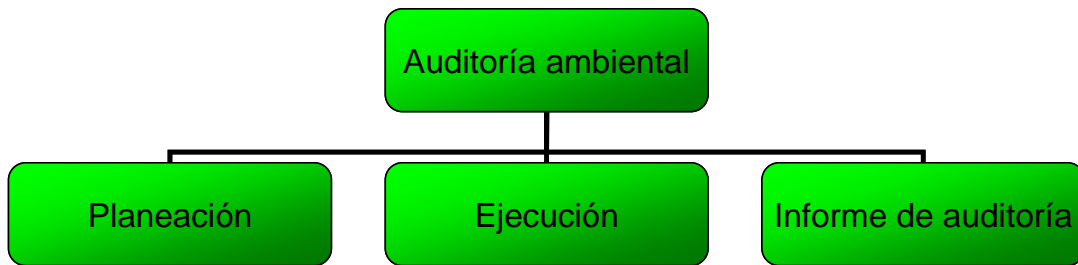 Auditoría ambiental
Planeación
Ejecución
Informe de auditoría